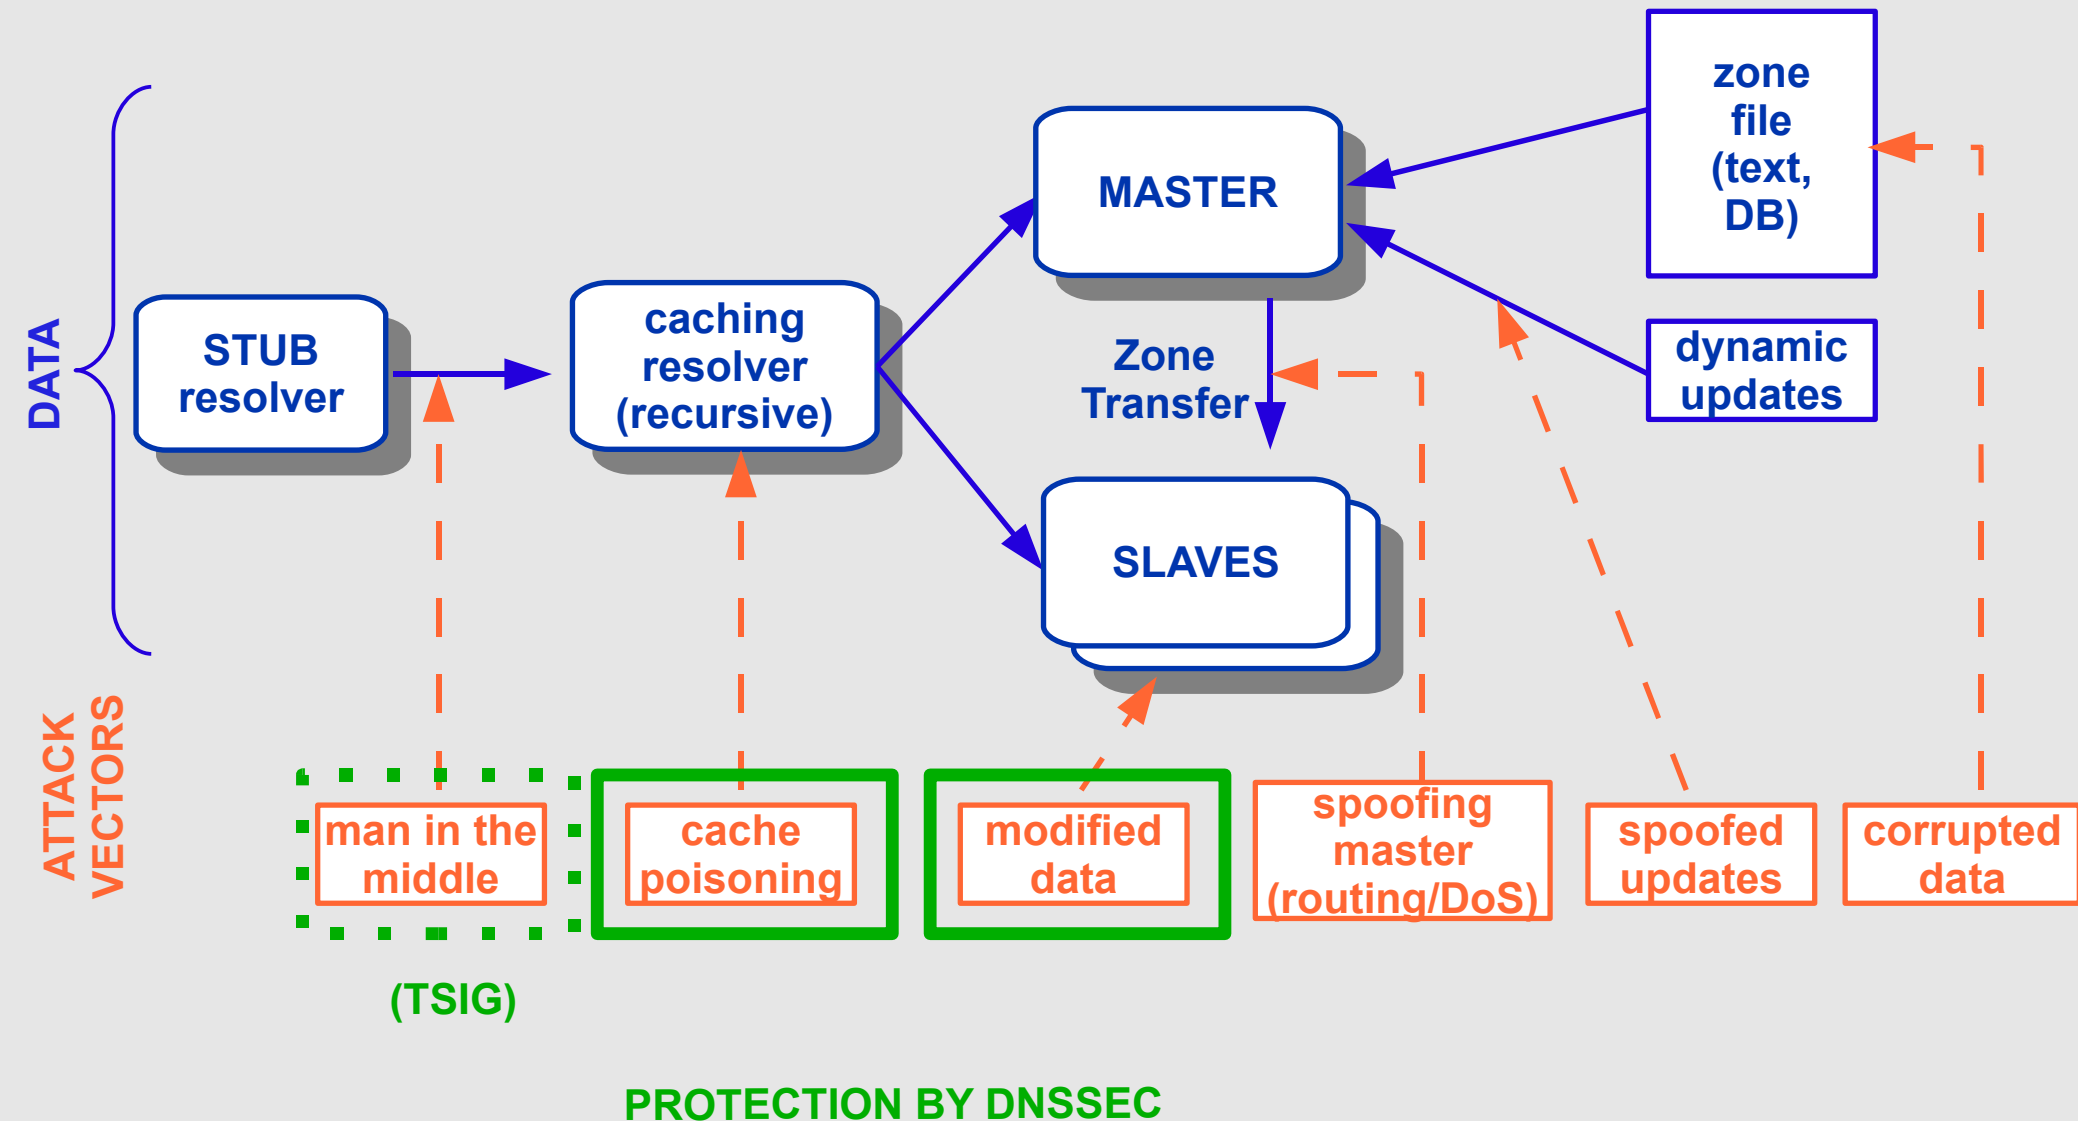 zone
file
(text,
DB)
MASTER
DATA
STUB
resolver
caching
resolver
(recursive)
Zone
Transfer
dynamic
updates
SLAVES
ATTACK
VECTORS
man in the
middle
cache
poisoning
modified
data
spoofing
master
(routing/DoS)
spoofed
updates
corrupted
data
(TSIG)
PROTECTION BY DNSSEC